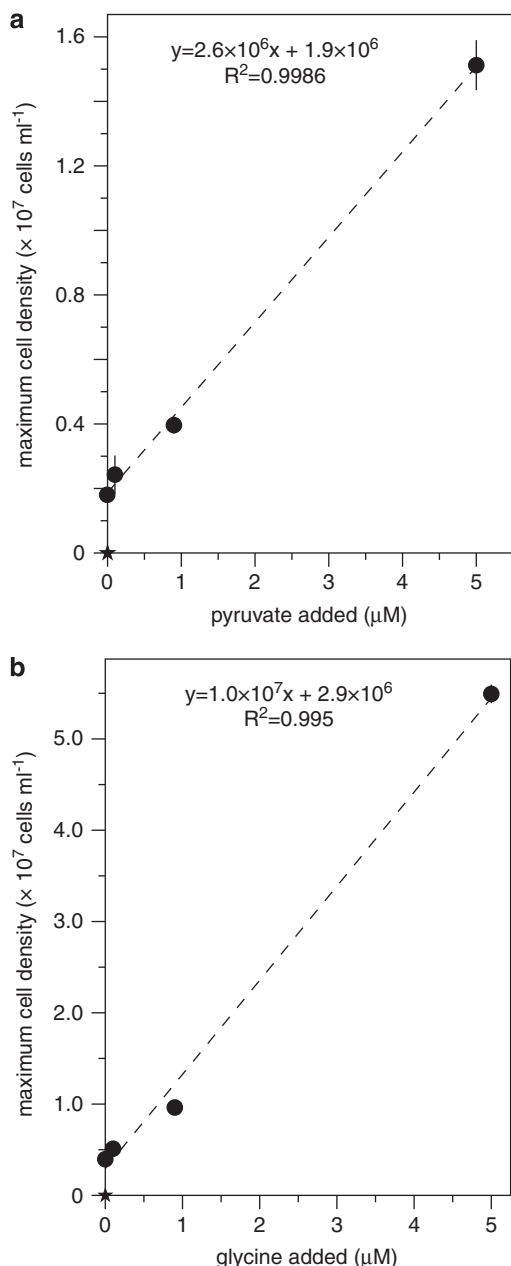 a
y=2.6×10⁶x + 1.9×10⁶
R²=0.9986
1.6
1.2
0.8
0.4
0
maximum cell density (× 10⁷ cells ml⁻¹)
0 1 2 3 4 5
pyruvate added (μM)
b
y=1.0×10⁷x + 2.9×10⁶
R²=0.995
5.0
4.0
3.0
2.0
1.0
0
maximum cell density (× 10⁷ cells ml⁻¹)
0 1 2 3 4 5
glycine added (μM)